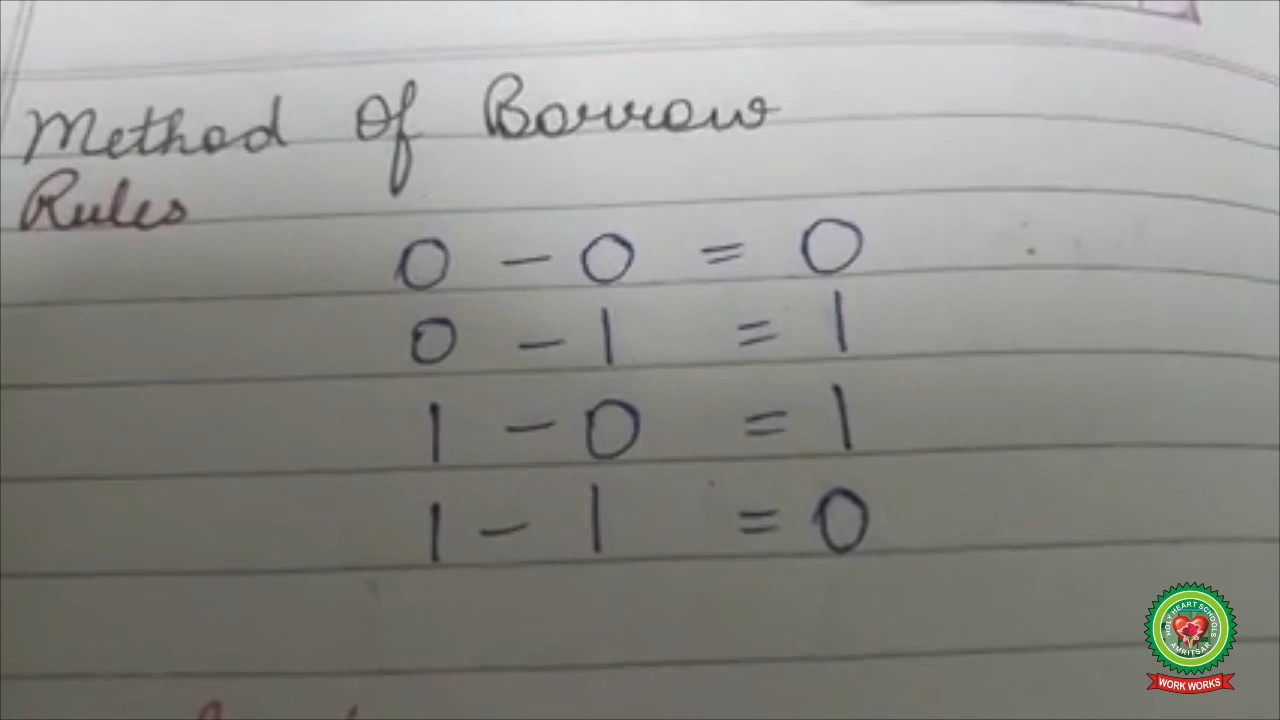 Method Of Borrow
Rules
0 - 0 = 0
0 - 1 = 1
1 - 0 = 1
1 - 1 = 0
HOLY HEART SCHOOLS
AMRITSAR
WORK WORKS